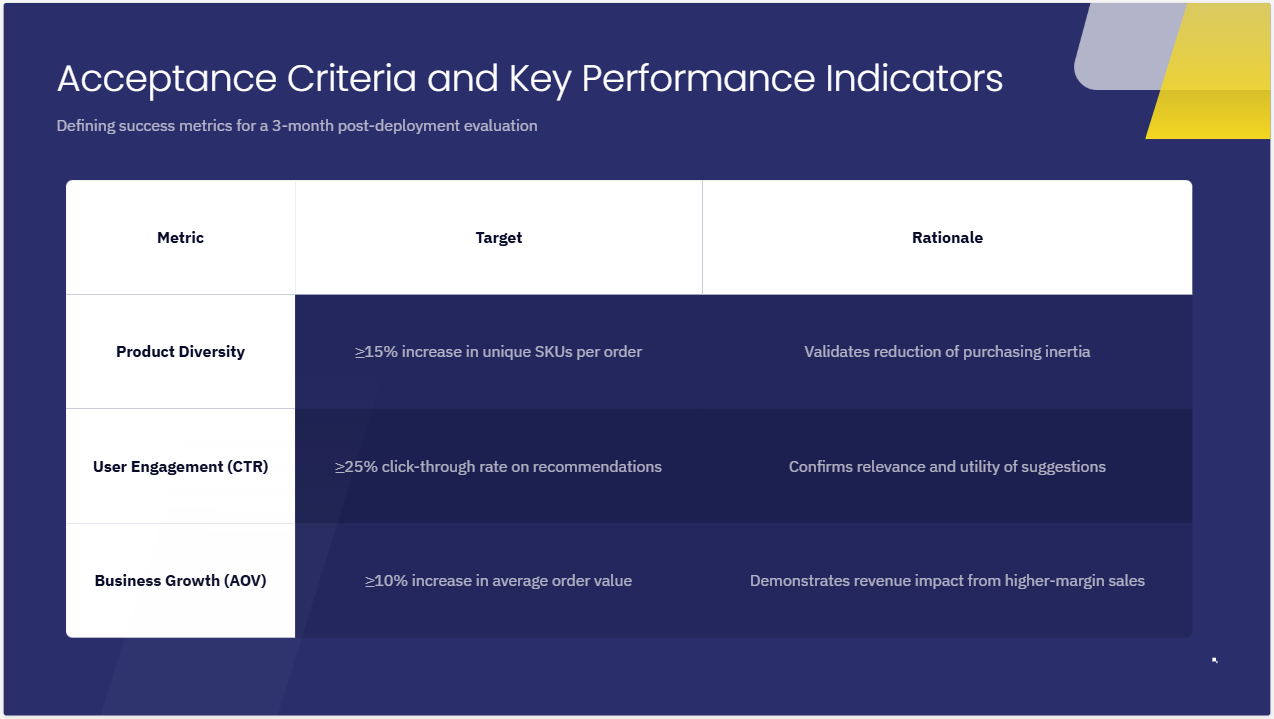 Acceptance Criteria and Key Performance Indicators
Defining success metrics for a 3-month post-deployment evaluation
Metric
Target
Rationale
Product Diversity
≥15% increase in unique SKUs per order
Validates reduction of purchasing inertia
User Engagement (CTR)
≥25% click-through rate on recommendations
Confirms relevance and utility of suggestions
Business Growth (AOV)
≥10% increase in average order value
Demonstrates revenue impact from higher-margin sales